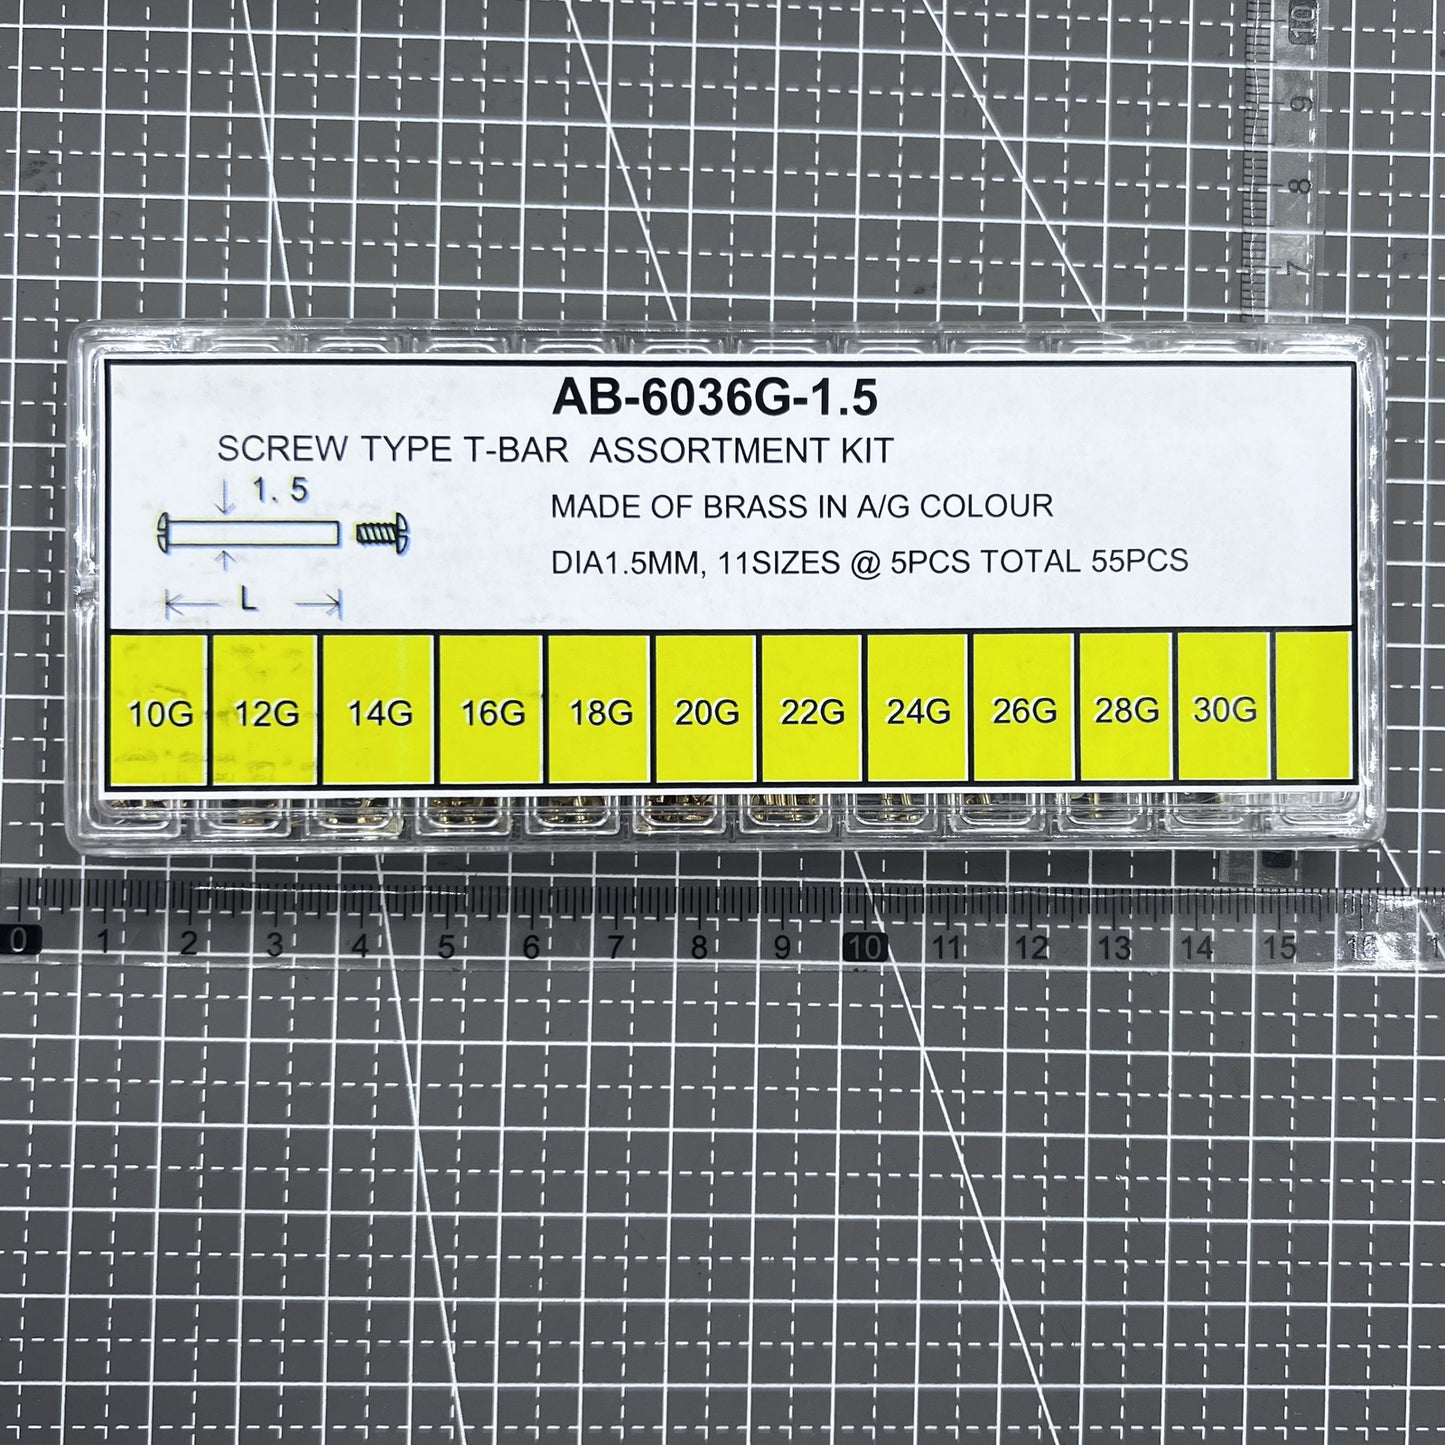 10
9
8
7
AB-6036G-1.5
SCREW TYPE T-BAR ASSORTMENT KIT
1.5
MADE OF BRASS IN A/G COLOUR
DIA1.5MM, 11SIZES @ 5PCS TOTAL 55PCS
L
10G 12G 14G 16G 18G 20G 22G 24G 26G 28G 30G
0 1 2 3 4 5 6 7 8 9 10 11 12 13 14 15